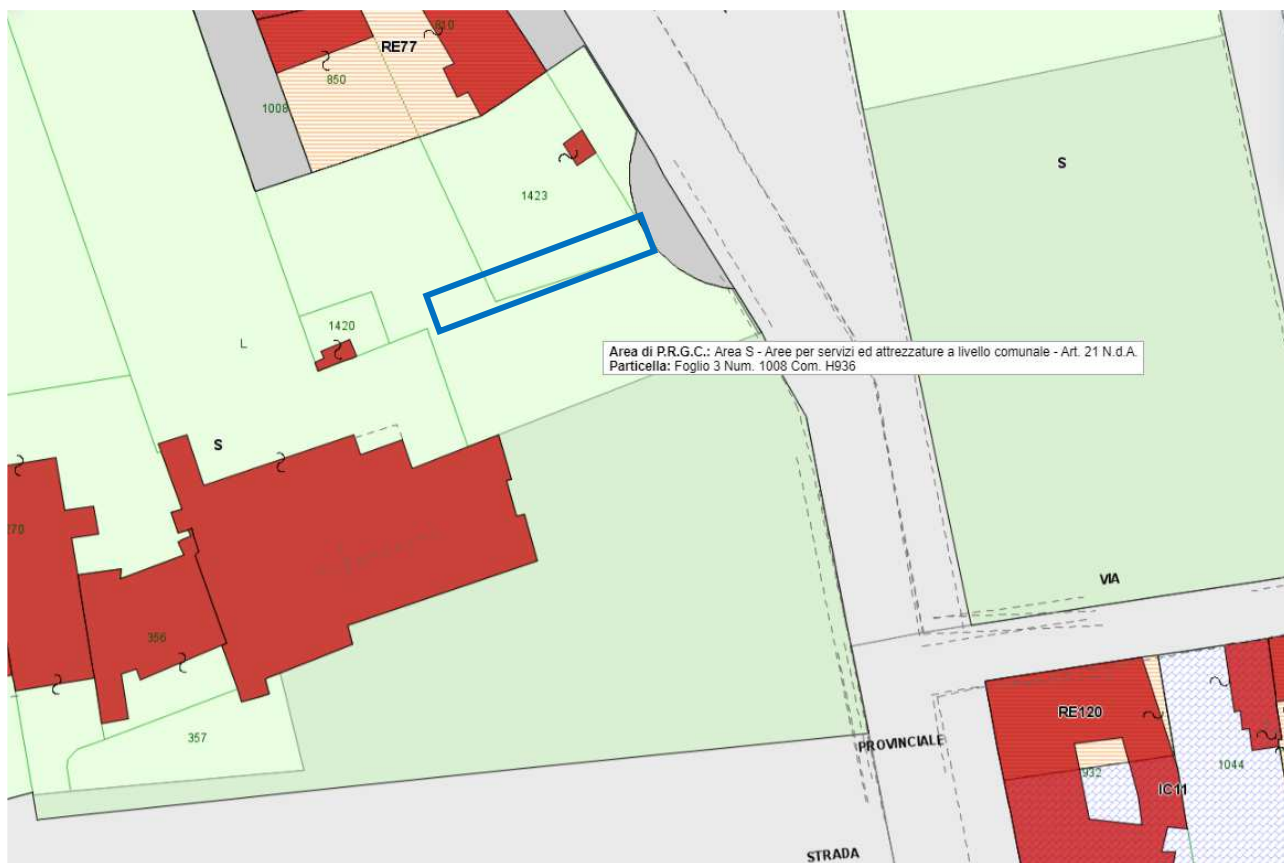 810
RE77
850
1008
S
1423
1420
L
Area di P.R.G.C.: Area S - Aree per servizi ed attrezzature a livello comunale - Art. 21 N.d.A.
Particella: Foglio 3 Num. 1008 Com. H936
S
270
VIA
356
RE120
357
PROVINCIALE
932
1044
IC11
STRADA